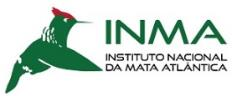 INMA
INSTITUTO NACIONAL
DA MATA ATLÂNTICA